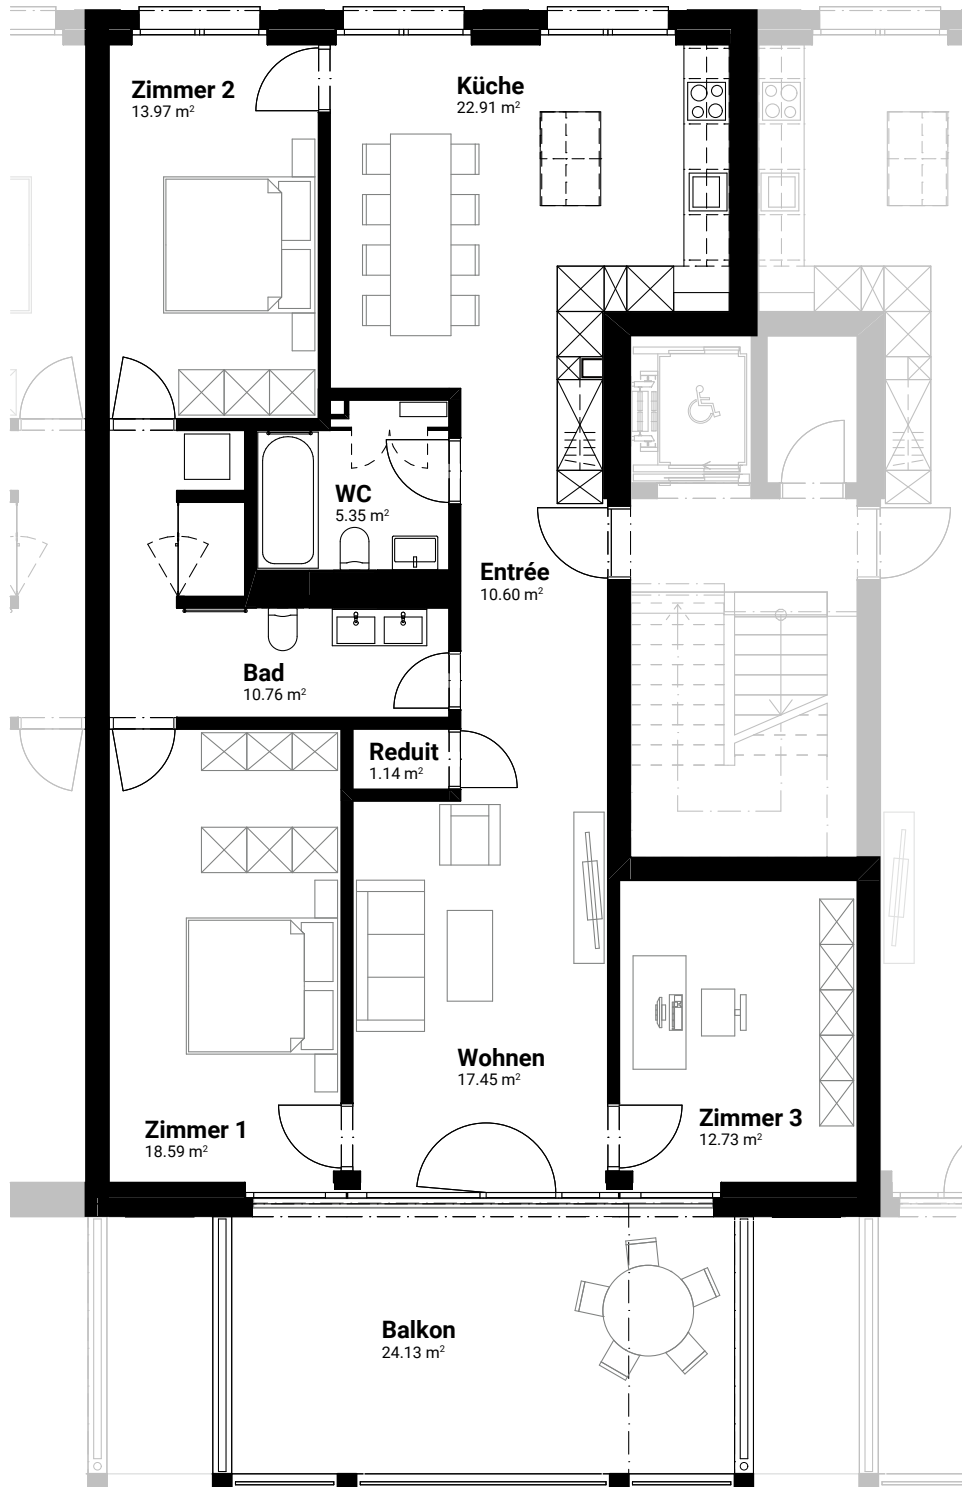 Zimmer 2
13.97 m²
Küche
22.91 m²
WC
5.35 m²
Entrée
10.60 m²
Bad
10.76 m²
Reduit
1.14 m²
Wohnen
17.45 m²
Zimmer 1
18.59 m²
Zimmer 3
12.73 m²
Balkon
24.13 m²